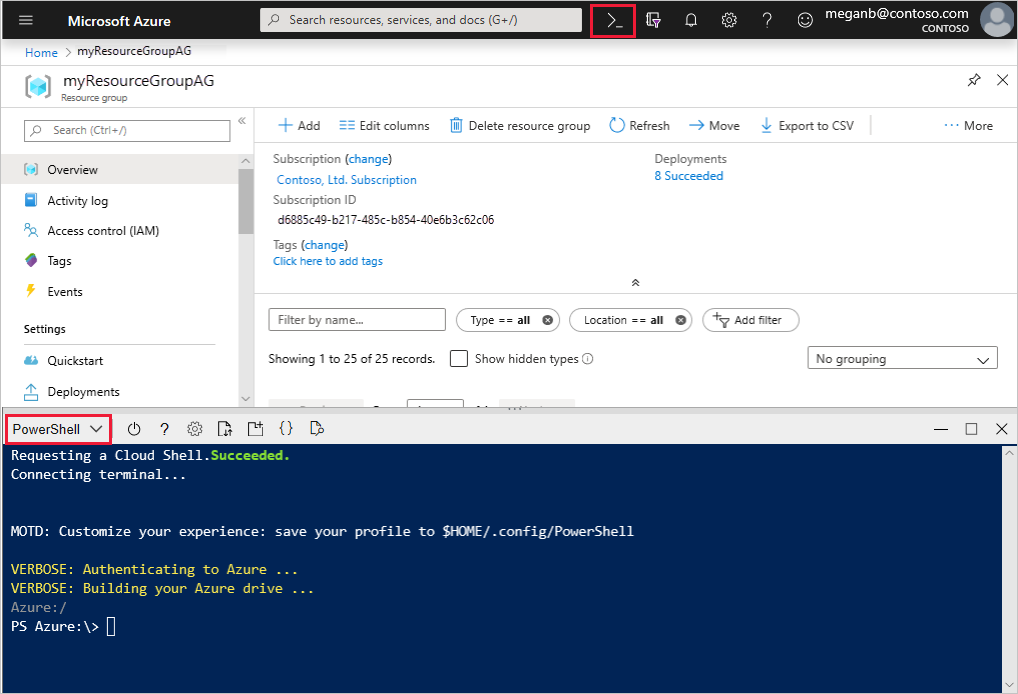 Microsoft Azure
Search resources, services, and docs (G+/)
meganb@contoso.com
CONTOSO
Home > myResourceGroupAG
myResourceGroupAG
Resource group
Search (Ctrl+/)
Overview
Activity log
Access control (IAM)
Tags
Events
Settings
Quickstart
Deployments
Add
Edit columns
Delete resource group
Refresh
Move
Export to CSV
More
Subscription (change)
Contoso, Ltd. Subscription
Subscription ID
d6885c49-b217-485c-b854-40e6b3c62c06
Tags (change)
Click here to add tags
Deployments
8 Succeeded
Filter by name...
Type == all
Location == all
Add filter
Showing 1 to 25 of 25 records.
Show hidden types
No grouping
PowerShell
Requesting a Cloud Shell.Succeeded.
Connecting terminal...
MOTD: Customize your experience: save your profile to $HOME/.config/PowerShell
VERBOSE: Authenticating to Azure ...
VERBOSE: Building your Azure drive ...
Azure:/
PS Azure:\>